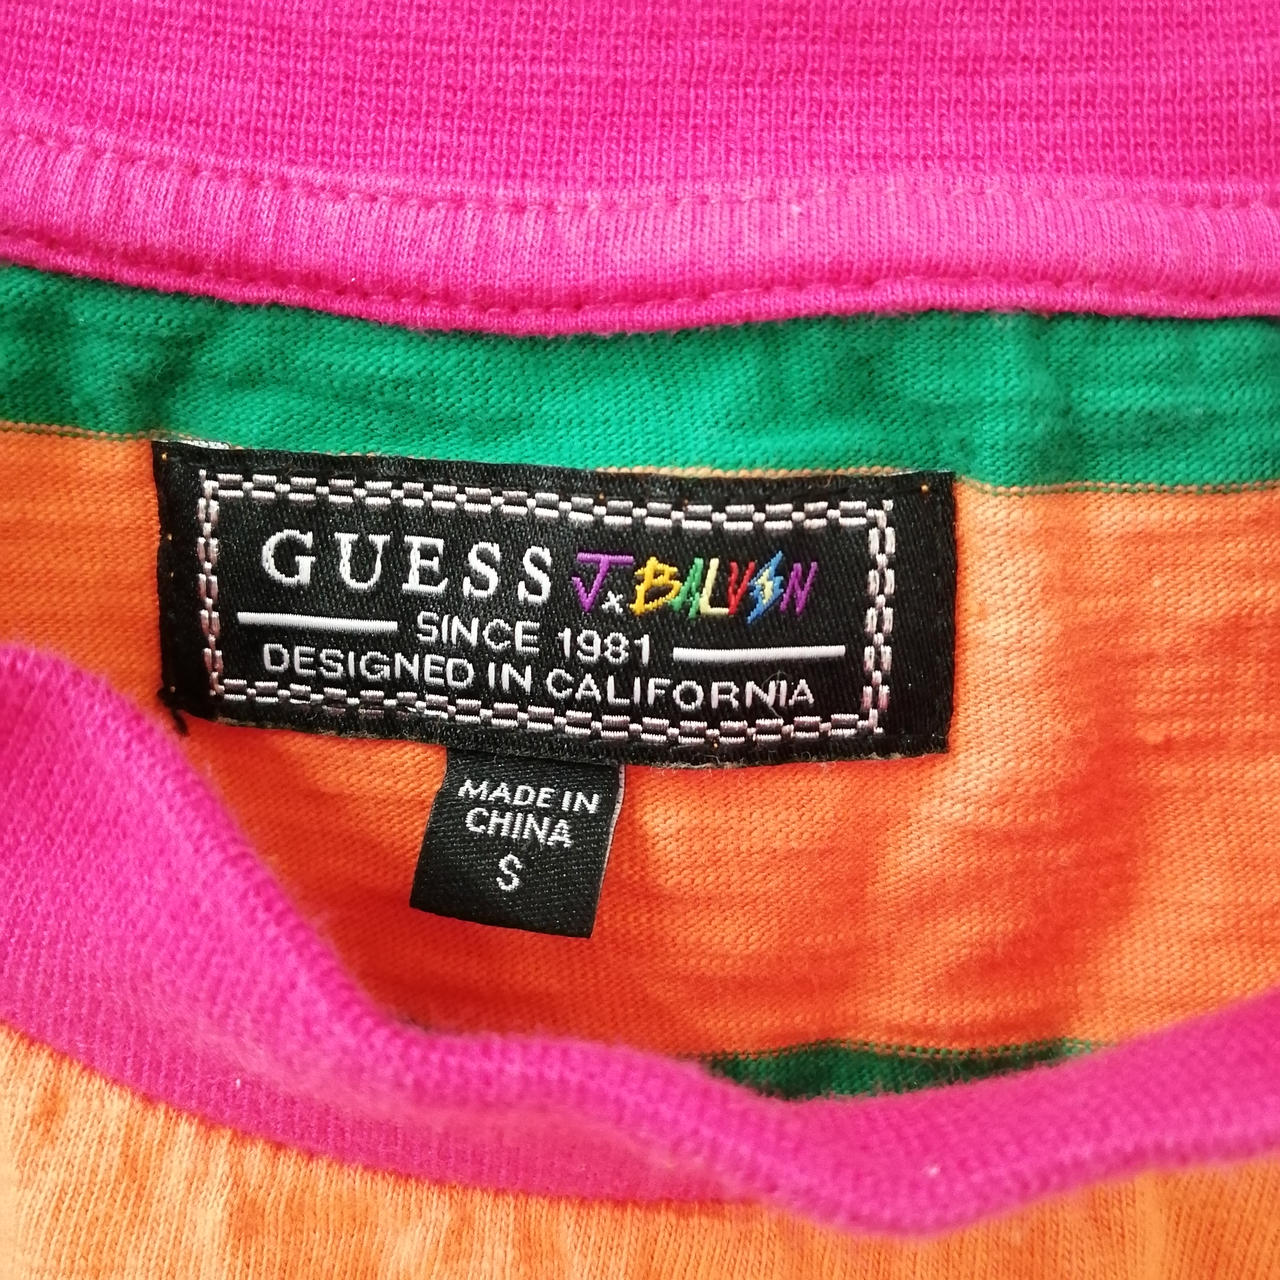 GUESS J x BALVIN
SINCE 1981
DESIGNED IN CALIFORNIA
MADE IN
CHINA
S